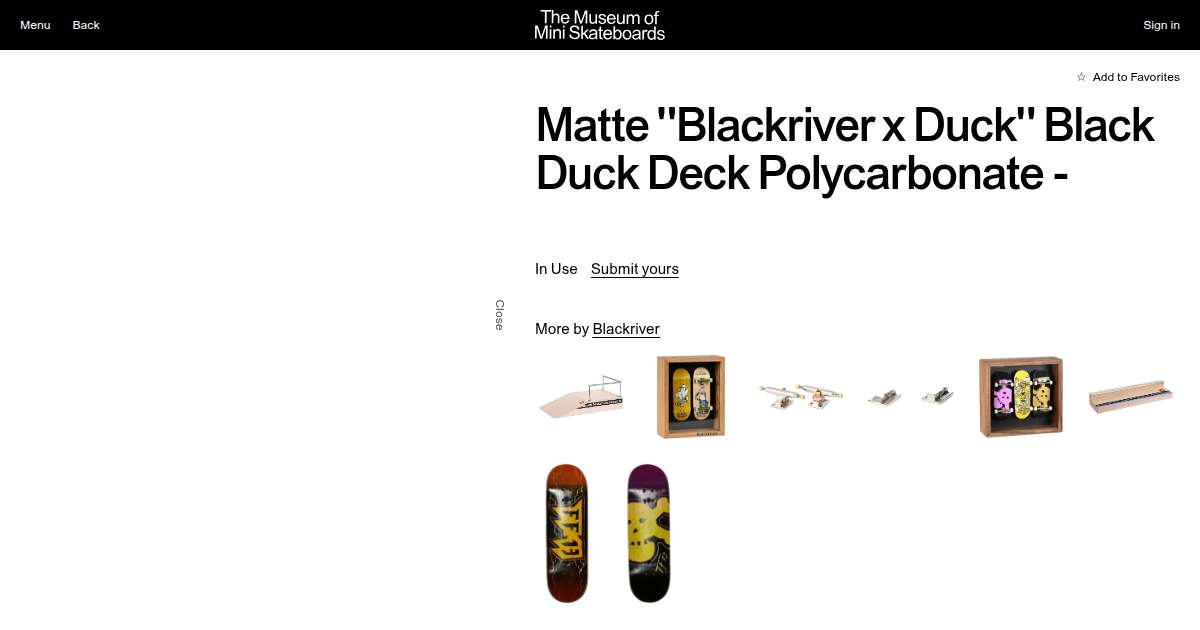 Menu
Back
The Museum of
Mini Skateboards
Sign in
☆ Add to Favorites
Matte "Blackriver x Duck" Black
Duck Deck Polycarbonate -
In Use
Submit yours
Close
More by Blackriver